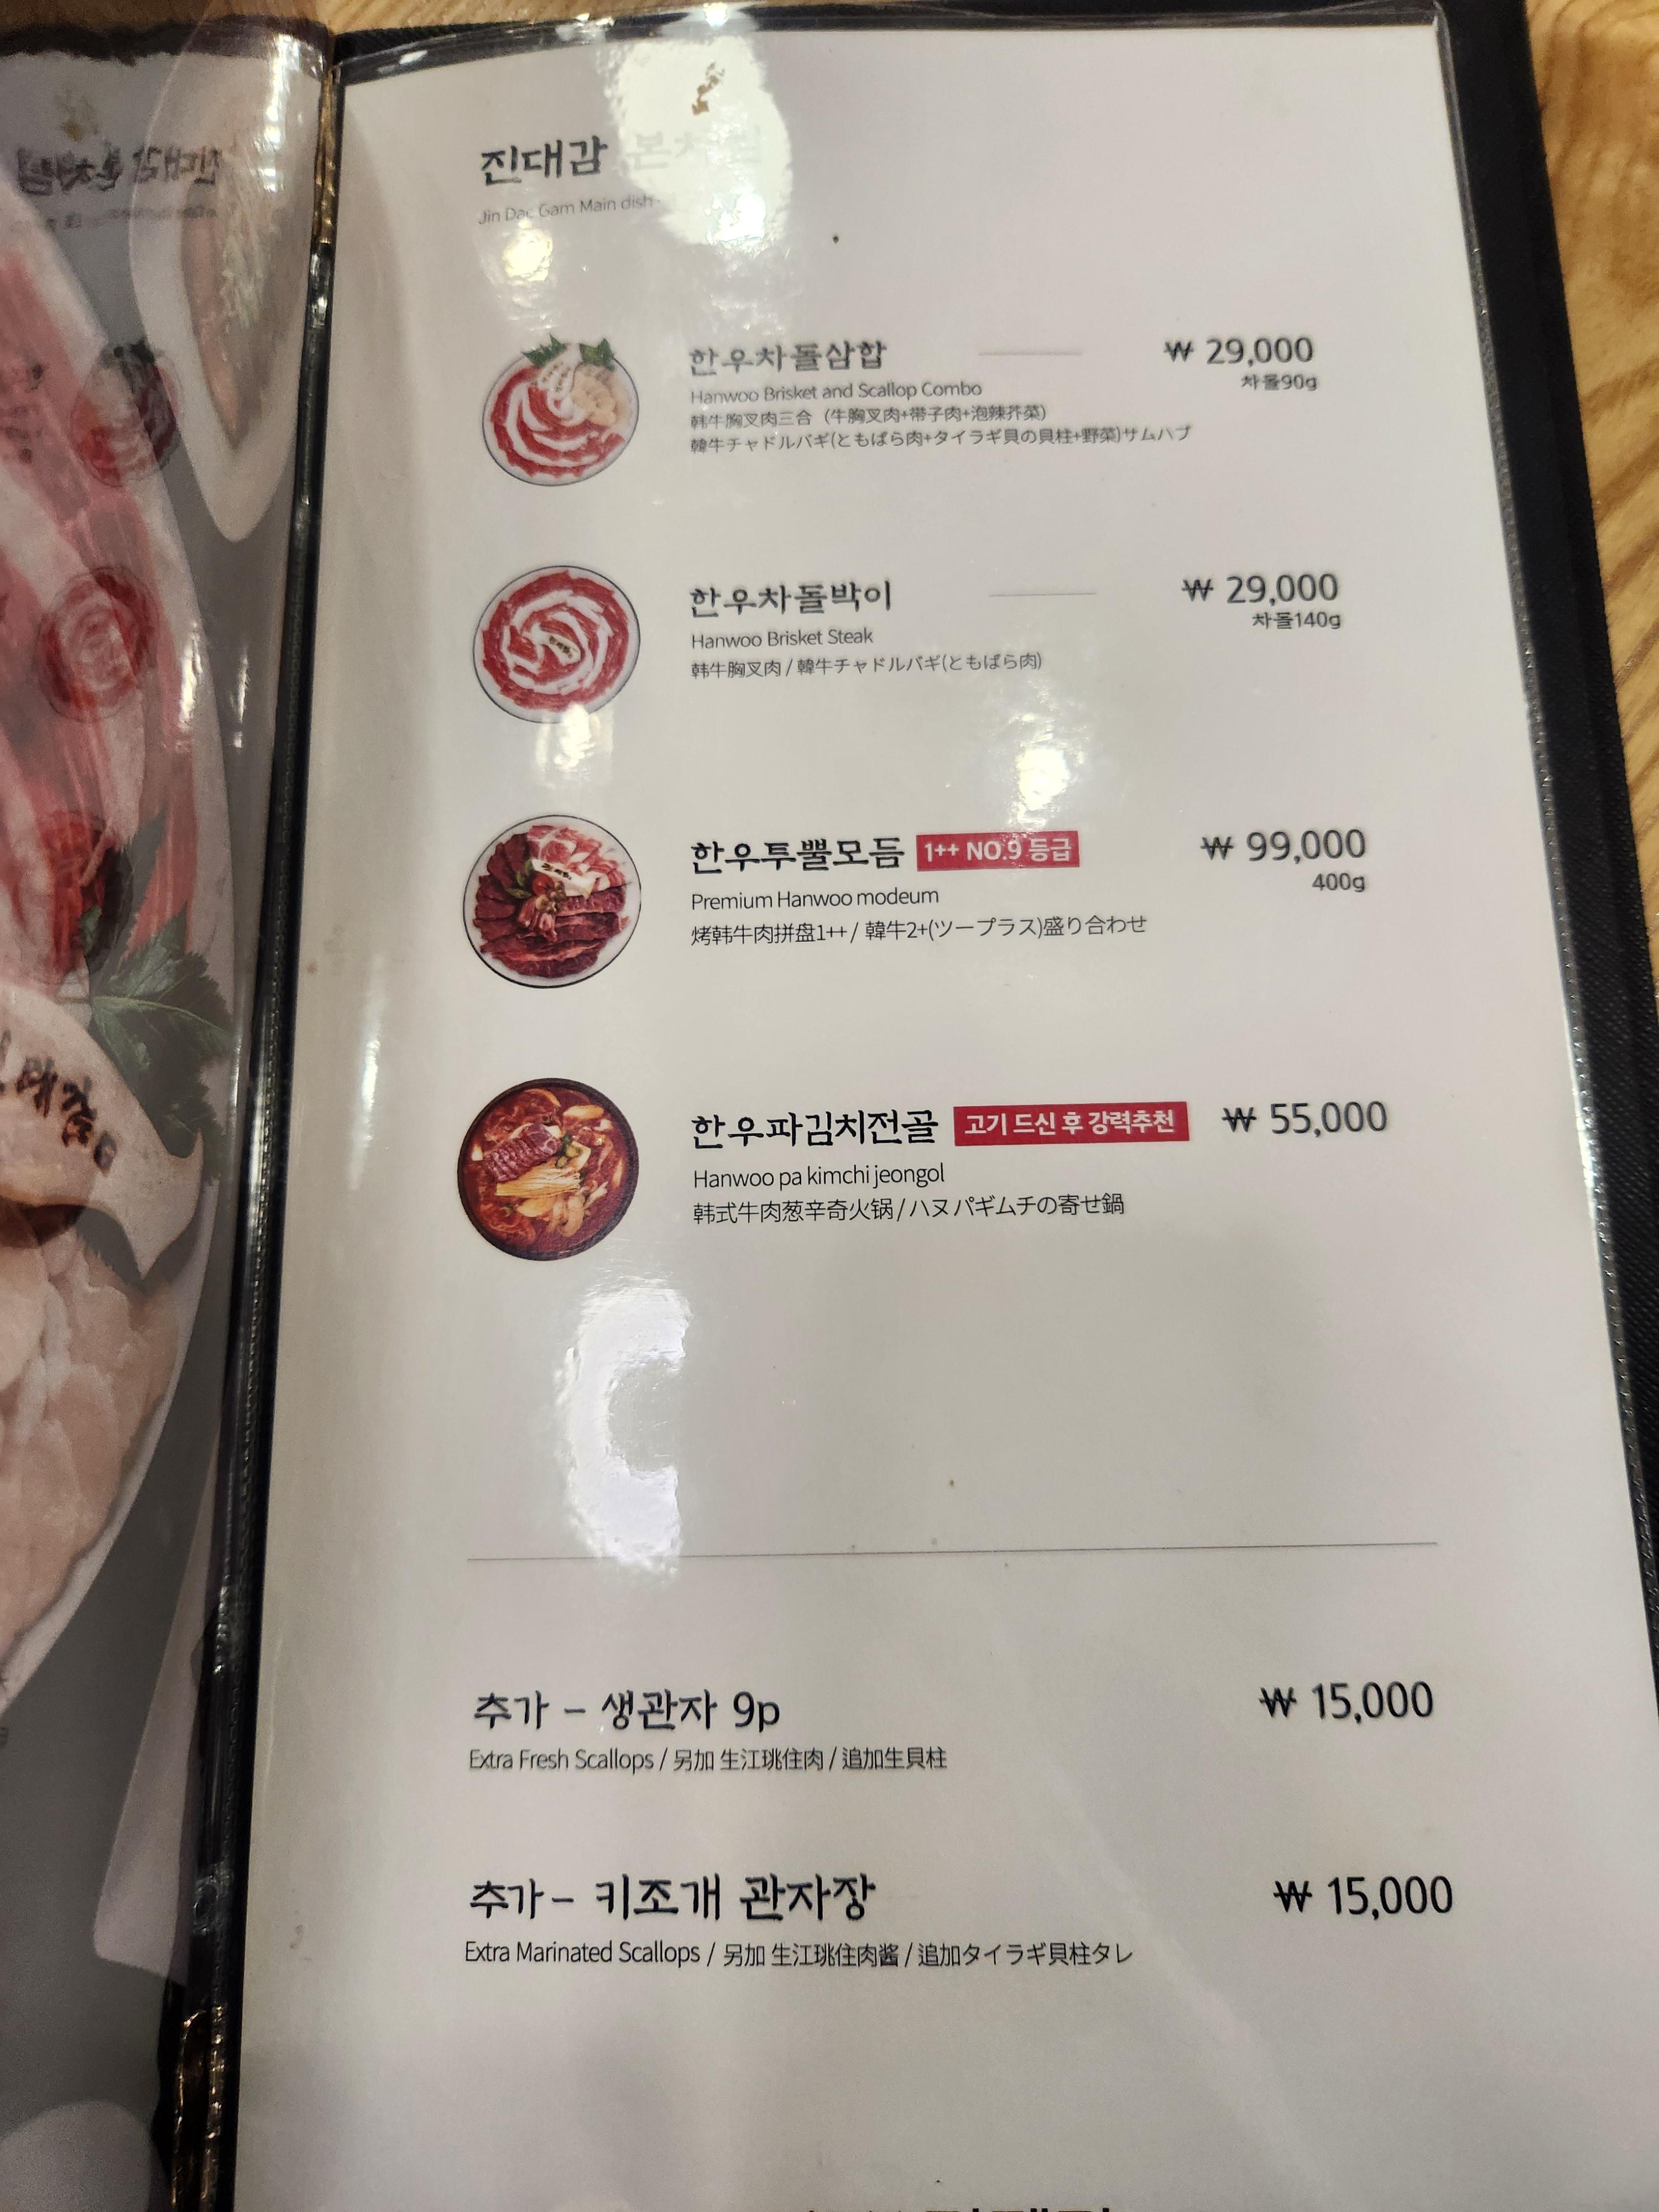 진대감 본차림
Jin Dae Gam Main dish
한우차돌삼합 ₩ 29,000
차돌90g
Hanwoo Brisket and Scallop Combo
韩牛胸叉肉三合 (牛胸叉肉+带子肉+泡辣芥菜)
韓牛チャドルバギ(ともばら肉+タイラギ貝の貝柱+野菜)サムハプ
한우차돌박이 ₩ 29,000
차돌140g
Hanwoo Brisket Steak
韩牛胸叉肉 / 韓牛チャドルバギ(ともばら肉)
한우투뿔모듬 1++ NO.9 등급 ₩ 99,000
400g
Premium Hanwoo modeum
烤韩牛肉拼盘1++ / 韓牛2+(ツープラス)盛り合わせ
한우파김치전골 고기 드신 후 강력추천 ₩ 55,000
Hanwoo pa kimchi jeongol
韩式牛肉葱辛奇火锅 / ハヌパギムチの寄せ鍋
추가 - 생관자 9p ₩ 15,000
Extra Fresh Scallops / 另加 生江珧住肉 / 追加生貝柱
추가 - 키조개 관자장 ₩ 15,000
Extra Marinated Scallops / 另加 生江珧住肉酱 / 追加タイラギ貝柱タレ